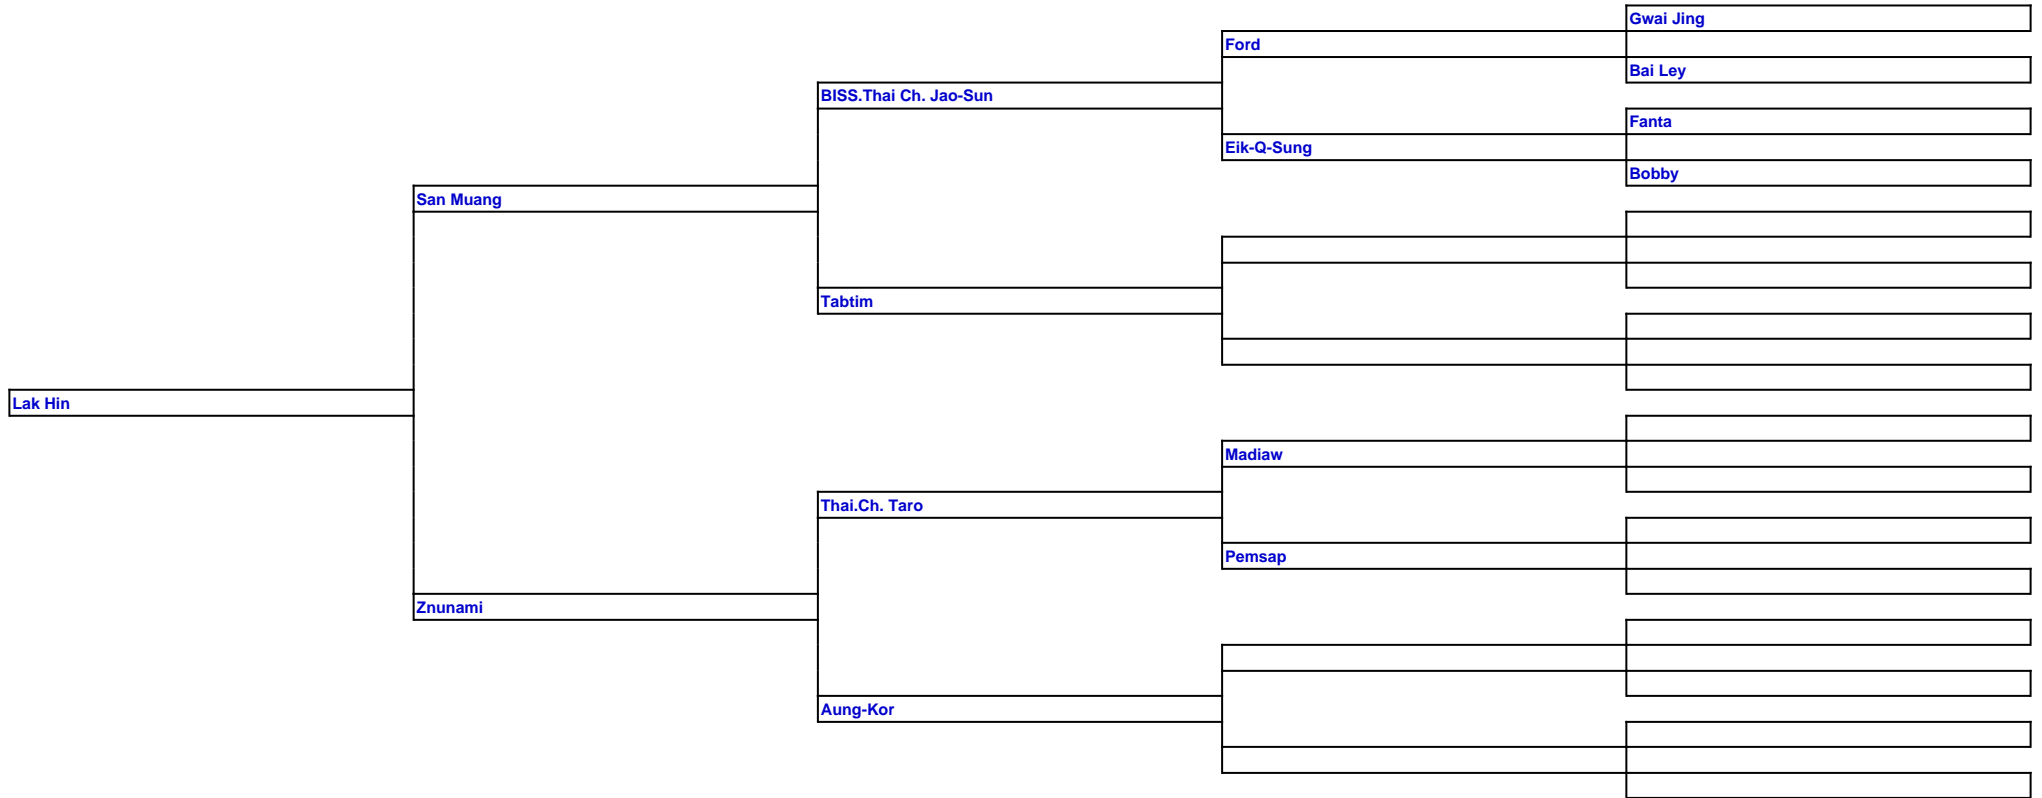 Gwai Jing
Ford
Bai Ley
BISS.Thai Ch. Jao-Sun
Fanta
Eik-Q-Sung
Bobby
San Muang
Tabtim
Lak Hin
Madiaw
Thai.Ch. Taro
Pemsap
Znunami
Aung-Kor